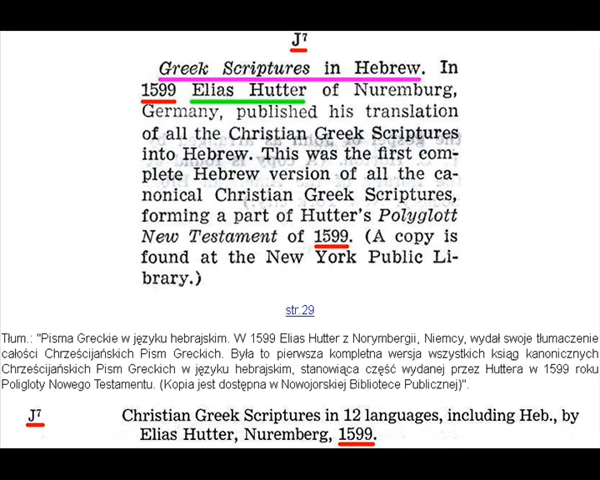 J7
Greek Scriptures in Hebrew. In
1599 Elias Hutter of Nuremburg,
Germany, published his translation
of all the Christian Greek Scriptures
into Hebrew. This was the first com-
plete Hebrew version of all the ca-
nonical Christian Greek Scriptures,
forming a part of Hutter's Polyglott
New Testament of 1599. (A copy is
found at the New York Public Li-
brary.)
str.29
Tłum.: "Pisma Greckie w języku hebrajskim. W 1599 Elias Hutter z Norymbergii, Niemcy, wydał swoje tłumaczenie
całości Chrześcijańskich Pism Greckich. Była to pierwsza kompletna wersja wszystkich ksiąg kanonicznych
Chrześcijańskich Pism Greckich w języku hebrajskim, stanowiąca część wydanej przez Huttera w 1599 roku
Poligloty Nowego Testamentu. (Kopia jest dostępna w Nowojorskiej Bibliotece Publicznej)".
J7 Christian Greek Scriptures in 12 languages, including Heb., by
Elias Hutter, Nuremberg, 1599.